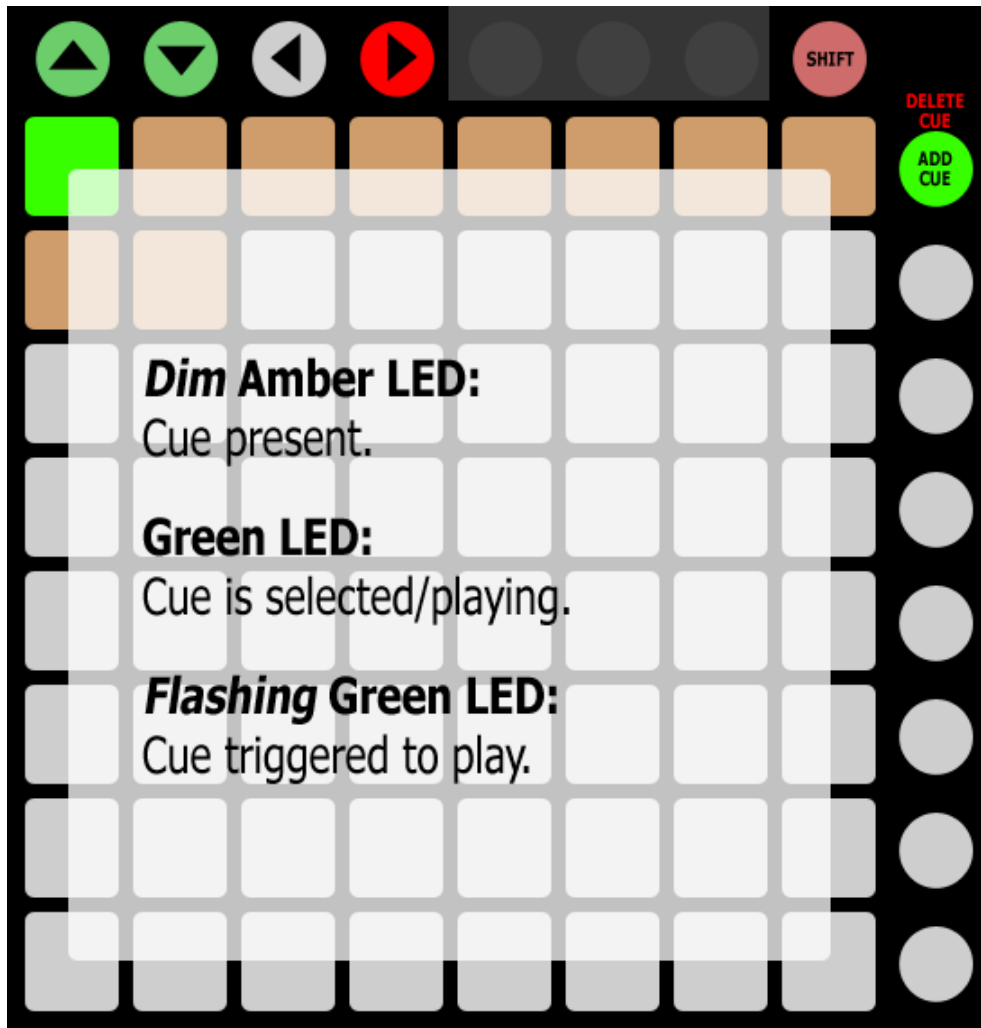 SHIFT
DELETE
CUE
ADD
CUE
Dim Amber LED:
Cue present.
Green LED:
Cue is selected/playing.
Flashing Green LED:
Cue triggered to play.